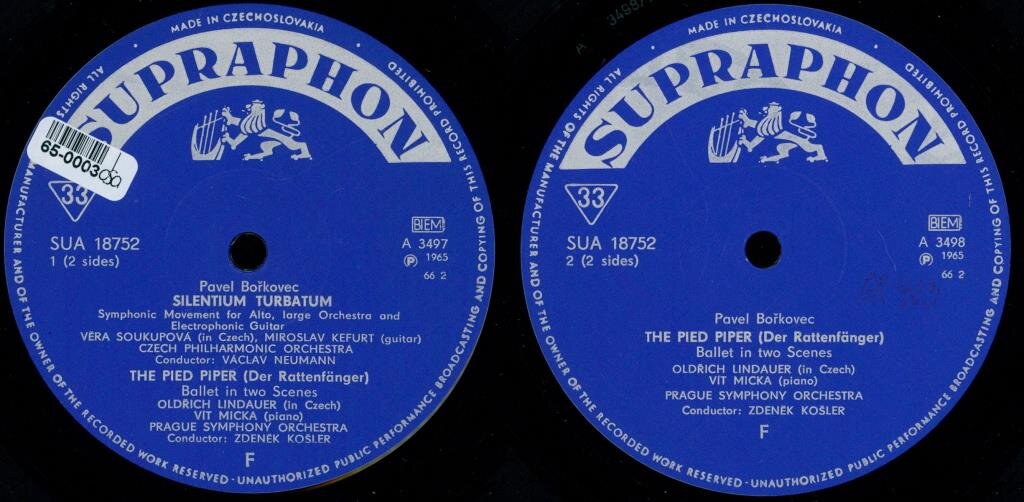 MADE IN CZECHOSLOVAKIA
ALL RIGHTS
OF THE MANUFACTURER AND OF THE OWNER OF THE RECORDED WORK RESERVED - UNAUTHORIZED PUBLIC PERFORMANCE BROADCASTING AND COPYING OF THIS RECORD PROHIBITED
SUPRAPHON
65-0003
33
SUA 18752
1 (2 sides)
BIEM
A 3497
℗ 1965
66 2
Pavel Bořkovec
SILENTIUM TURBATUM
Symphonic Movement for Alto, large Orchestra and
Electrophonic Guitar
VĚRA SOUKUPOVÁ (in Czech), MIROSLAV KEFURT (guitar)
CZECH PHILHARMONIC ORCHESTRA
Conductor: VÁCLAV NEUMANN
THE PIED PIPER (Der Rattenfänger)
Ballet in two Scenes
OLDŘICH LINDAUER (in Czech)
VÍT MICKA (piano)
PRAGUE SYMPHONY ORCHESTRA
Conductor: ZDENĚK KOŠLER
F
MADE IN CZECHOSLOVAKIA
ALL RIGHTS OF THE MANUFACTURER AND OF THE OWNER OF THE RECORDED WORK RESERVED - UNAUTHORIZED PUBLIC PERFORMANCE BROADCASTING AND COPYING OF THIS RECORD PROHIBITED
SUPRAPHON
33
SUA 18752
2 (2 sides)
BIEM
A 3498
℗ 1965
66 2
Pavel Bořkovec
THE PIED PIPER (Der Rattenfänger)
Ballet in two Scenes
OLDŘICH LINDAUER (in Czech)
VÍT MICKA (piano)
PRAGUE SYMPHONY ORCHESTRA
Conductor: ZDENĚK KOŠLER
F